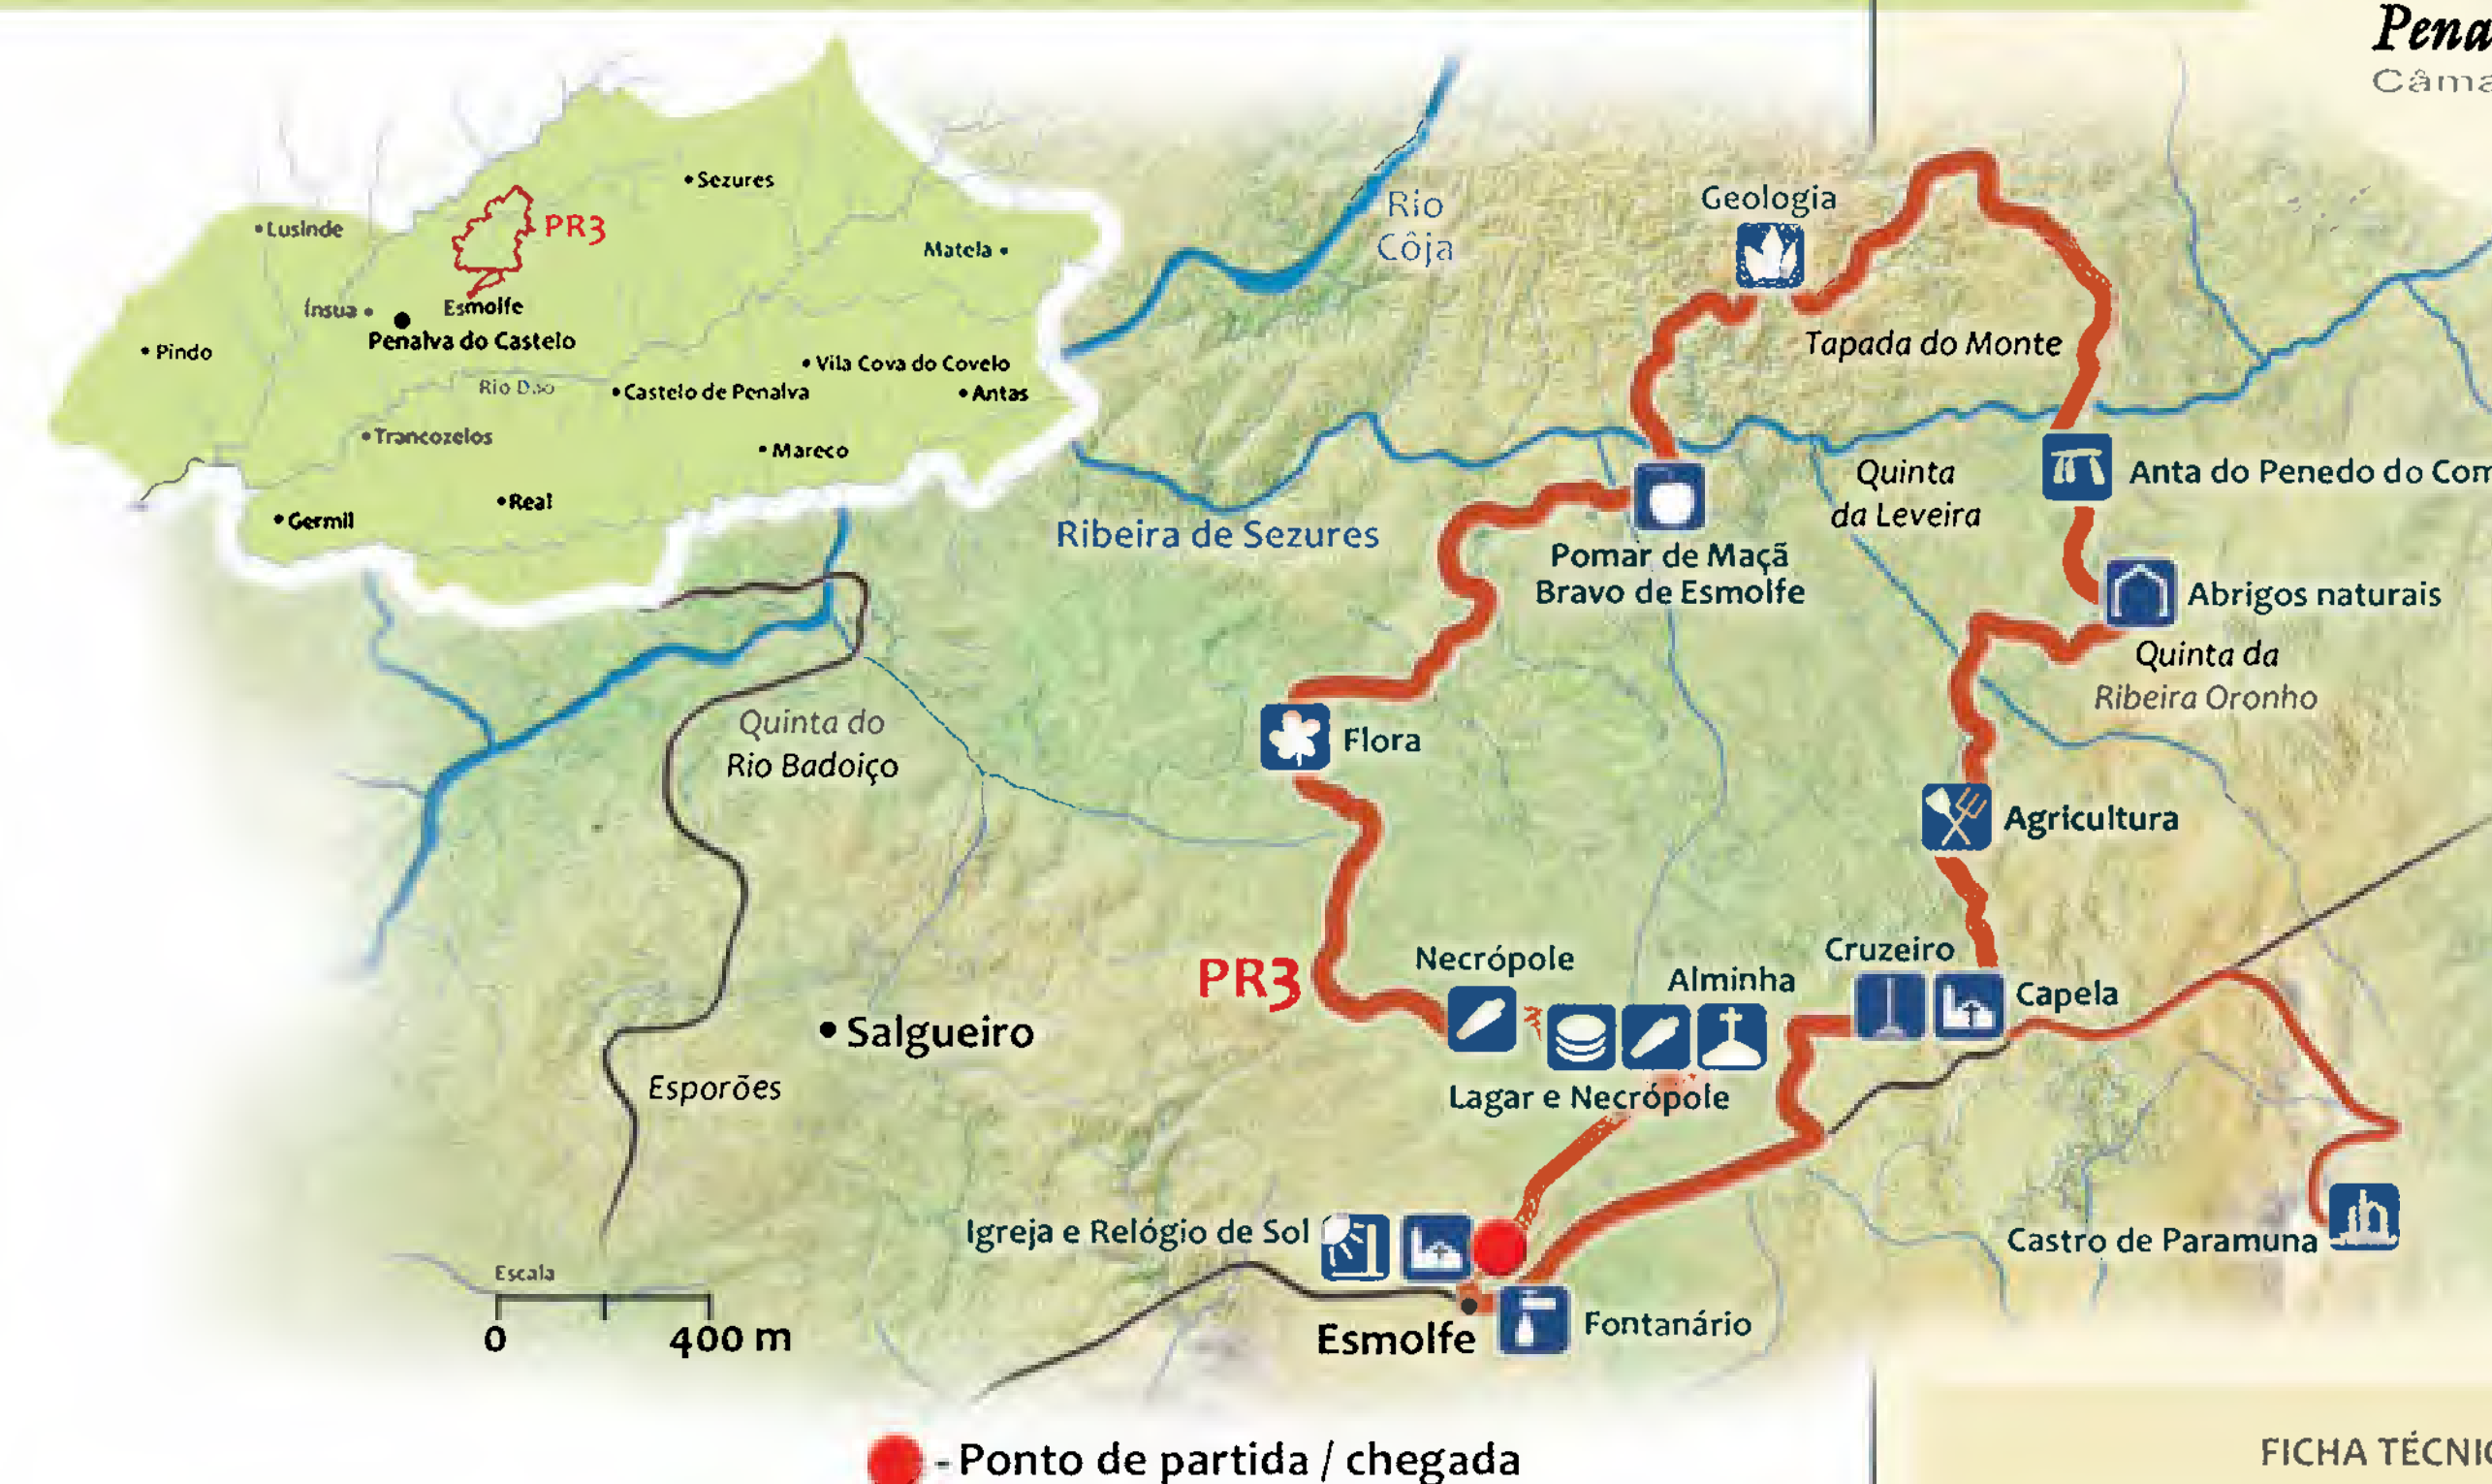 Pena
Câma
Sezures
Lusinde
PR3
Matela
Ínsua
Esmolfe
Penalva do Castelo
Pindo
Vila Cova do Covelo
Rio Dão
Castelo de Penalva
Antas
Trancozelos
Mareco
Real
Germil
Rio
Côja
Geologia
Tapada do Monte
Ribeira de Sezures
Quinta
da Leveira
Anta do Penedo do Com
Pomar de Maçã
Bravo de Esmolfe
Abrigos naturais
Quinta da
Ribeira Oronho
Quinta do
Rio Badoiço
Flora
Agricultura
PR3
Necrópole
Alminha
Cruzeiro
Capela
Salgueiro
Esporões
Lagar e Necrópole
Igreja e Relógio de Sol
Castro de Paramuna
Escala
0 400 m
Esmolfe
Fontanário
- Ponto de partida / chegada
FICHA TÉCNIC